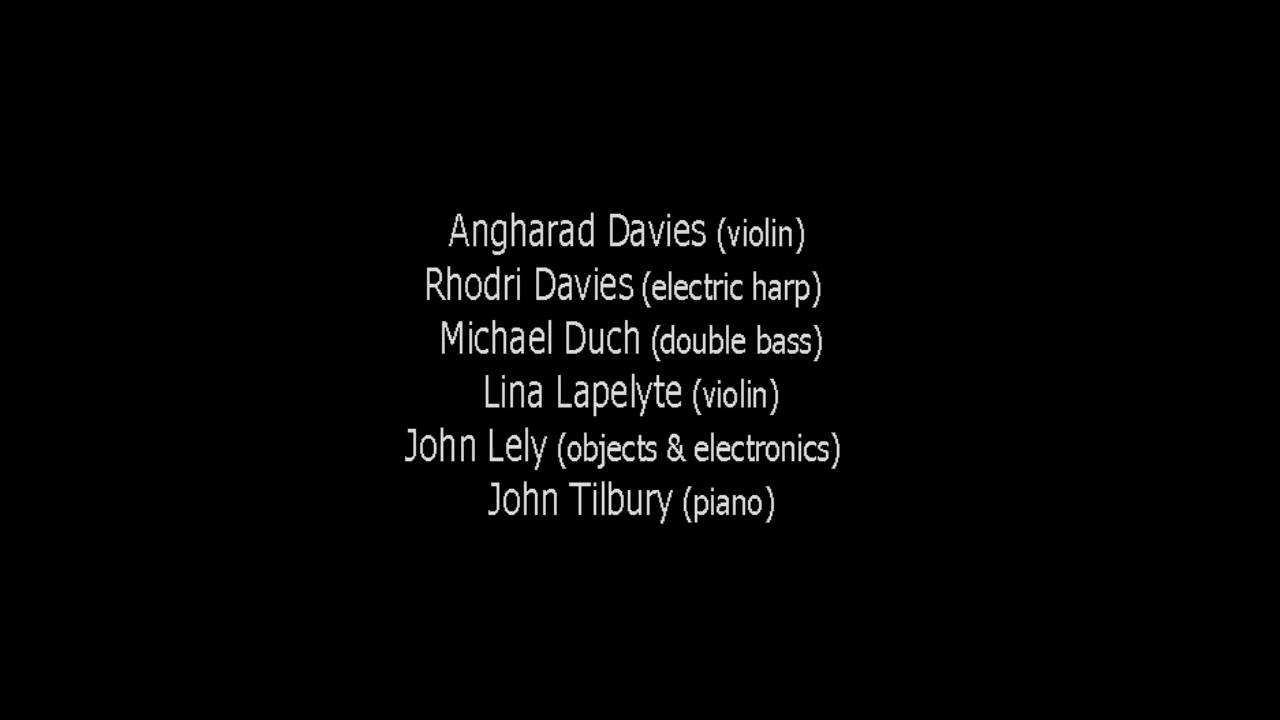 Angharad Davies (violin)
Rhodri Davies (electric harp)
Michael Duch (double bass)
Lina Lapelyte (violin)
John Lely (objects & electronics)
John Tilbury (piano)